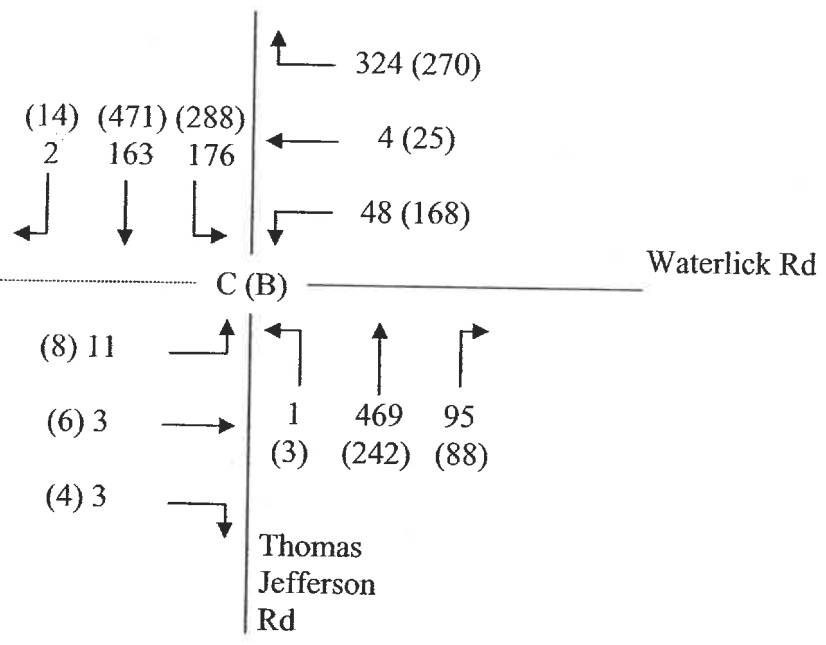 324 (270)
(14) (471) (288)
2 163 176
4 (25)
48 (168)
Waterlick Rd
C (B)
(8) 11
(6) 3
(4) 3
1 469 95
(3) (242) (88)
Thomas
Jefferson
Rd